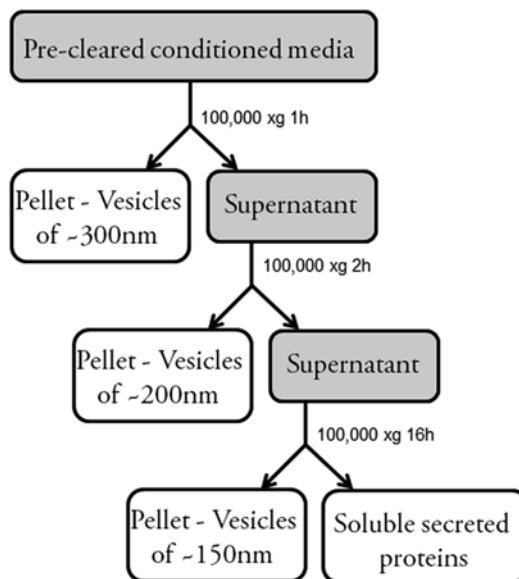 Pre-cleared conditioned media
100,000 xg 1h
Pellet - Vesicles
of ~300nm
Supernatant
100,000 xg 2h
Pellet - Vesicles
of ~200nm
Supernatant
100,000 xg 16h
Pellet - Vesicles
of ~150nm
Soluble secreted
proteins